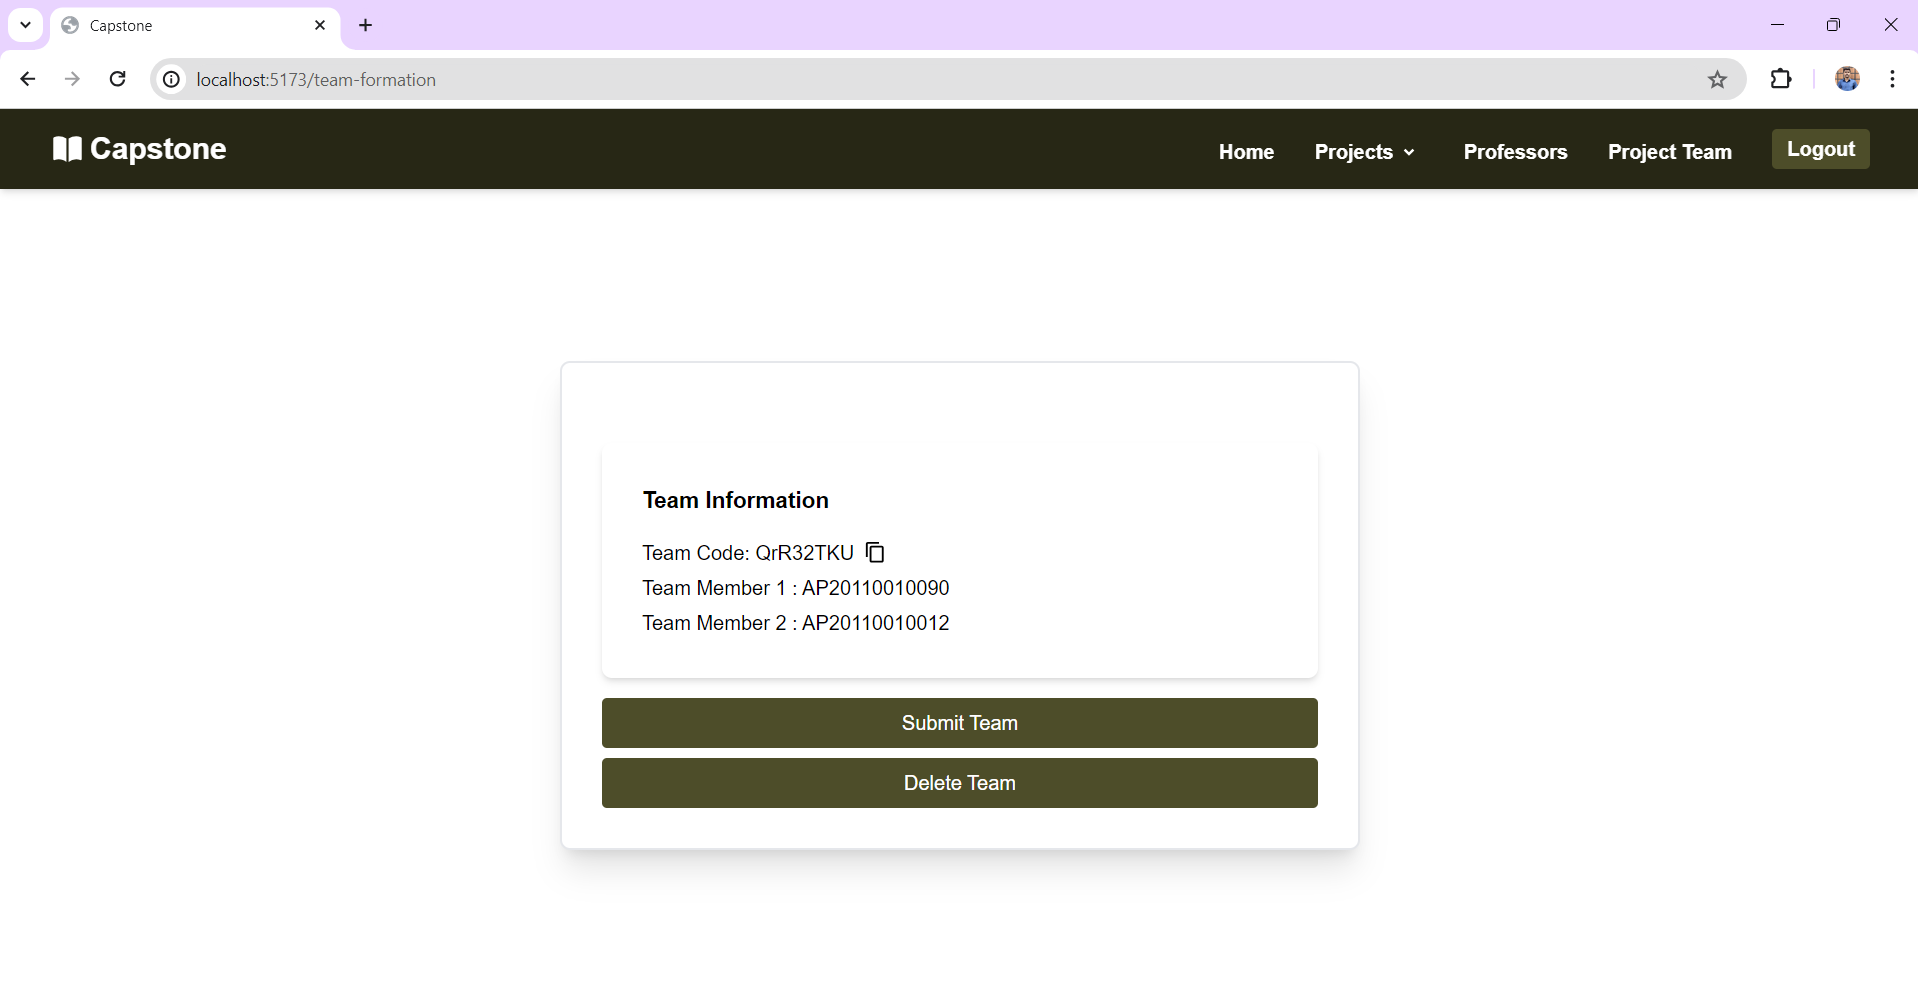 Capstone
localhost:5173/team-formation
Capstone
Home Projects Professors Project Team Logout
Team Information
Team Code: QrR32TKU
Team Member 1 : AP20110010090
Team Member 2 : AP20110010012
Submit Team
Delete Team